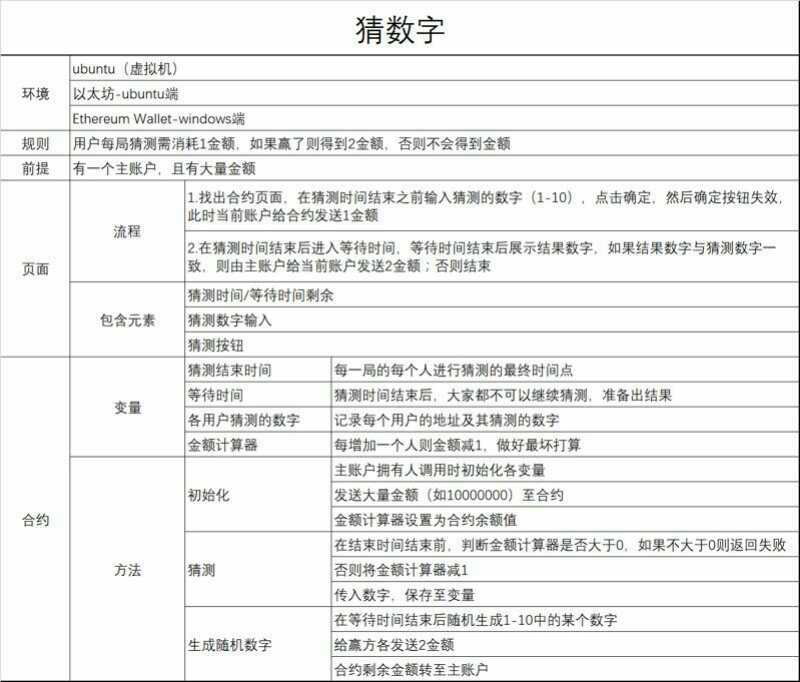 猜数字
环境
ubuntu（虚拟机）
以太坊-ubuntu端
Ethereum Wallet-windows端
规则
用户每局猜测需消耗1金额，如果赢了则得到2金额，否则不会得到金额
前提
有一个主账户，且有大量金额
页面
流程
1.找出合约页面，在猜测时间结束之前输入猜测的数字（1-10），点击确定，然后确定按钮失效，
此时当前账户给合约发送1金额
2.在猜测时间结束后进入等待时间，等待时间结束后展示结果数字，如果结果数字与猜测数字一
致，则由主账户给当前账户发送2金额；否则结束
包含元素
猜测时间/等待时间剩余
猜测数字输入
猜测按钮
合约
变量
猜测结束时间
每一局的每个人进行猜测的最终时间点
等待时间
猜测时间结束后，大家都不可以继续猜测，准备出结果
各用户猜测的数字
记录每个用户的地址及其猜测的数字
金额计算器
每增加一个人则金额减1，做好最坏打算
方法
初始化
主账户拥有人调用时初始化各变量
发送大量金额（如10000000）至合约
金额计算器设置为合约余额值
猜测
在结束时间结束前，判断金额计算器是否大于0，如果不大于0则返回失败
否则将金额计算器减1
传入数字，保存至变量
生成随机数字
在等待时间结束后随机生成1-10中的某个数字
给赢方各发送2金额
合约剩余金额转至主账户